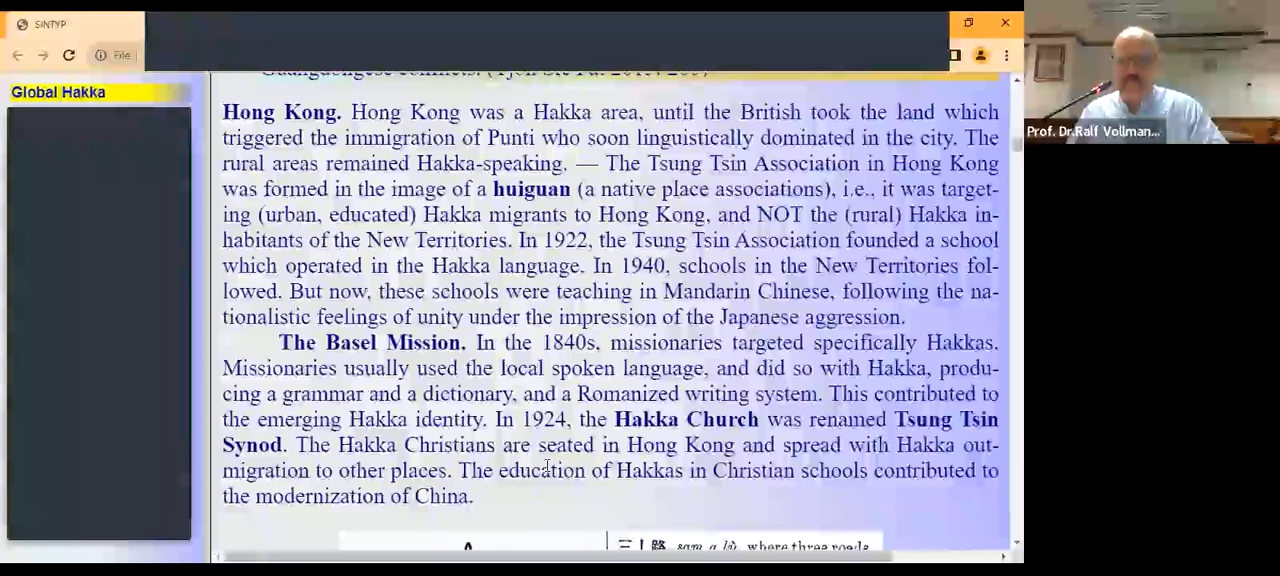 SINTYP
File
Global Hakka
Hong Kong. Hong Kong was a Hakka area, until the British took the land which
triggered the immigration of Punti who soon linguistically dominated in the city. The
rural areas remained Hakka-speaking. — The Tsung Tsin Association in Hong Kong
was formed in the image of a huiguan (a native place associations), i.e., it was target-
ing (urban, educated) Hakka migrants to Hong Kong, and NOT the (rural) Hakka in-
habitants of the New Territories. In 1922, the Tsung Tsin Association founded a school
which operated in the Hakka language. In 1940, schools in the New Territories fol-
lowed. But now, these schools were teaching in Mandarin Chinese, following the na-
tionalistic feelings of unity under the impression of the Japanese aggression.
The Basel Mission. In the 1840s, missionaries targeted specifically Hakkas.
Missionaries usually used the local spoken language, and did so with Hakka, produ-
cing a grammar and a dictionary, and a Romanized writing system. This contributed to
the emerging Hakka identity. In 1924, the Hakka Church was renamed Tsung Tsin
Synod. The Hakka Christians are seated in Hong Kong and spread with Hakka out-
migration to other places. The education of Hakkas in Christian schools contributed to
the modernization of China.
where three roads
Prof. Dr.Ralf Vollman...